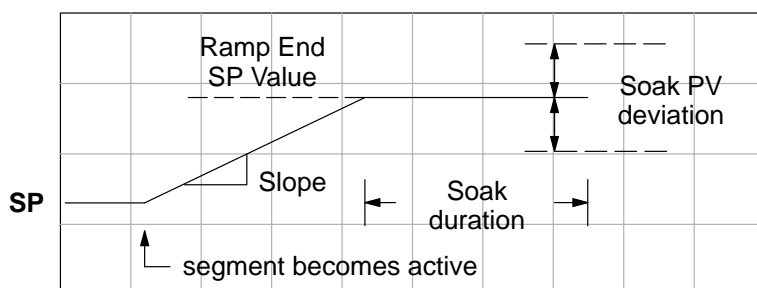 Ramp End
SP Value
Soak PV
deviation
Slope
SP
Soak
duration
segment becomes active